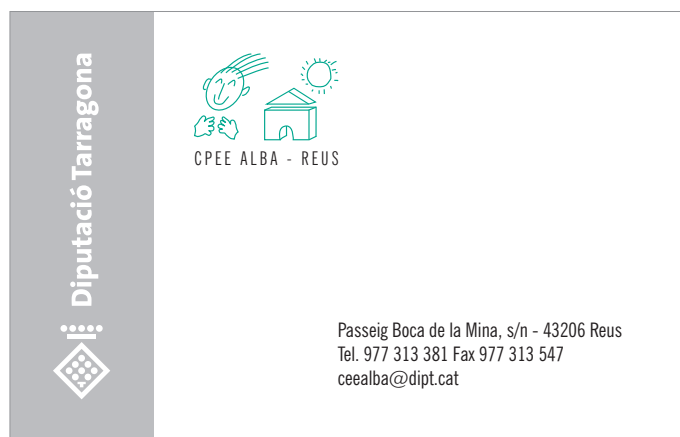 Diputació Tarragona
CPEE ALBA - REUS
Passeig Boca de la Mina, s/n - 43206 Reus
Tel. 977 313 381 Fax 977 313 547
ceealba@dipt.cat